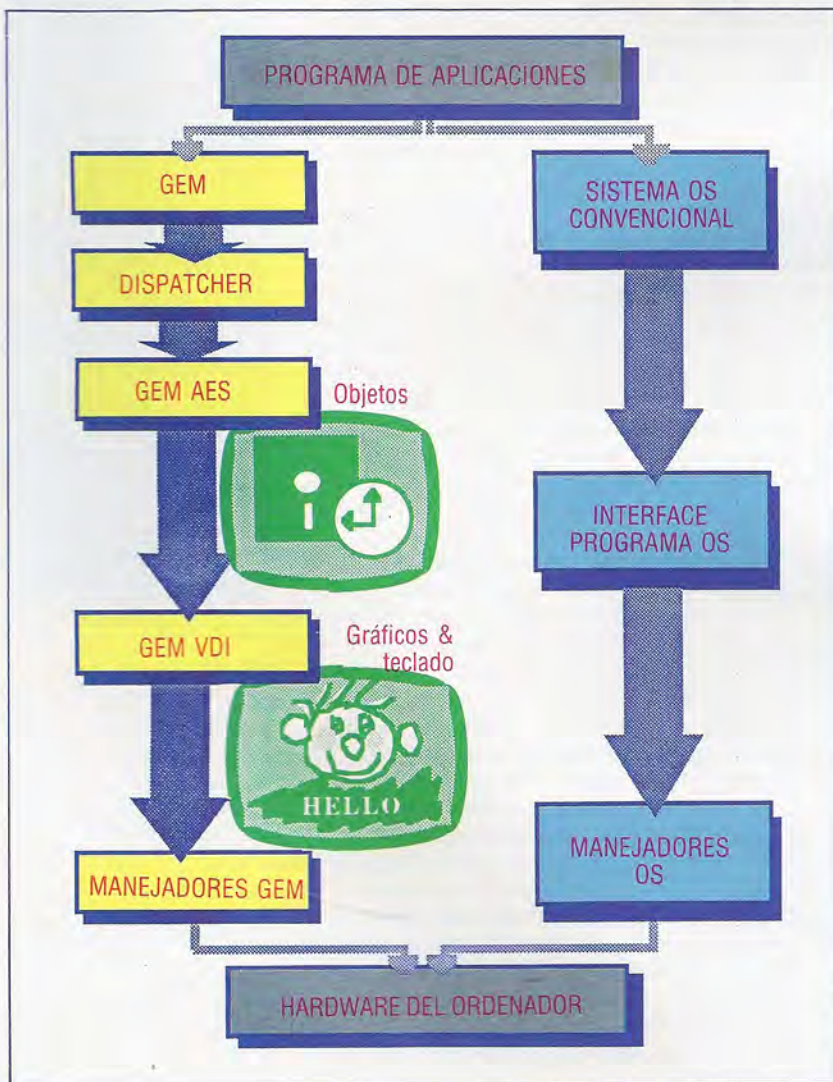 PROGRAMA DE APLICACIONES
GEM
DISPATCHER
GEM AES
Objetos
i
GEM VDI
Gráficos &
teclado
HELLO
MANEJADORES GEM
SISTEMA OS
CONVENCIONAL
INTERFACE
PROGRAMA OS
MANEJADORES
OS
HARDWARE DEL ORDENADOR